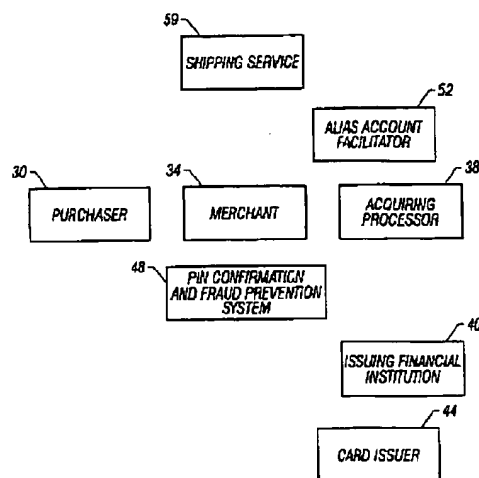 59
SHIPPING SERVICE
52
ALIAS ACCOUNT
FACILITATOR
30
PURCHASER
34
MERCHANT
38
ACQUIRING
PROCESSOR
48
PIN CONFIRMATION
AND FRAUD PREVENTION
SYSTEM
40
ISSUING FINANCIAL
INSTITUTION
44
CARD ISSUER